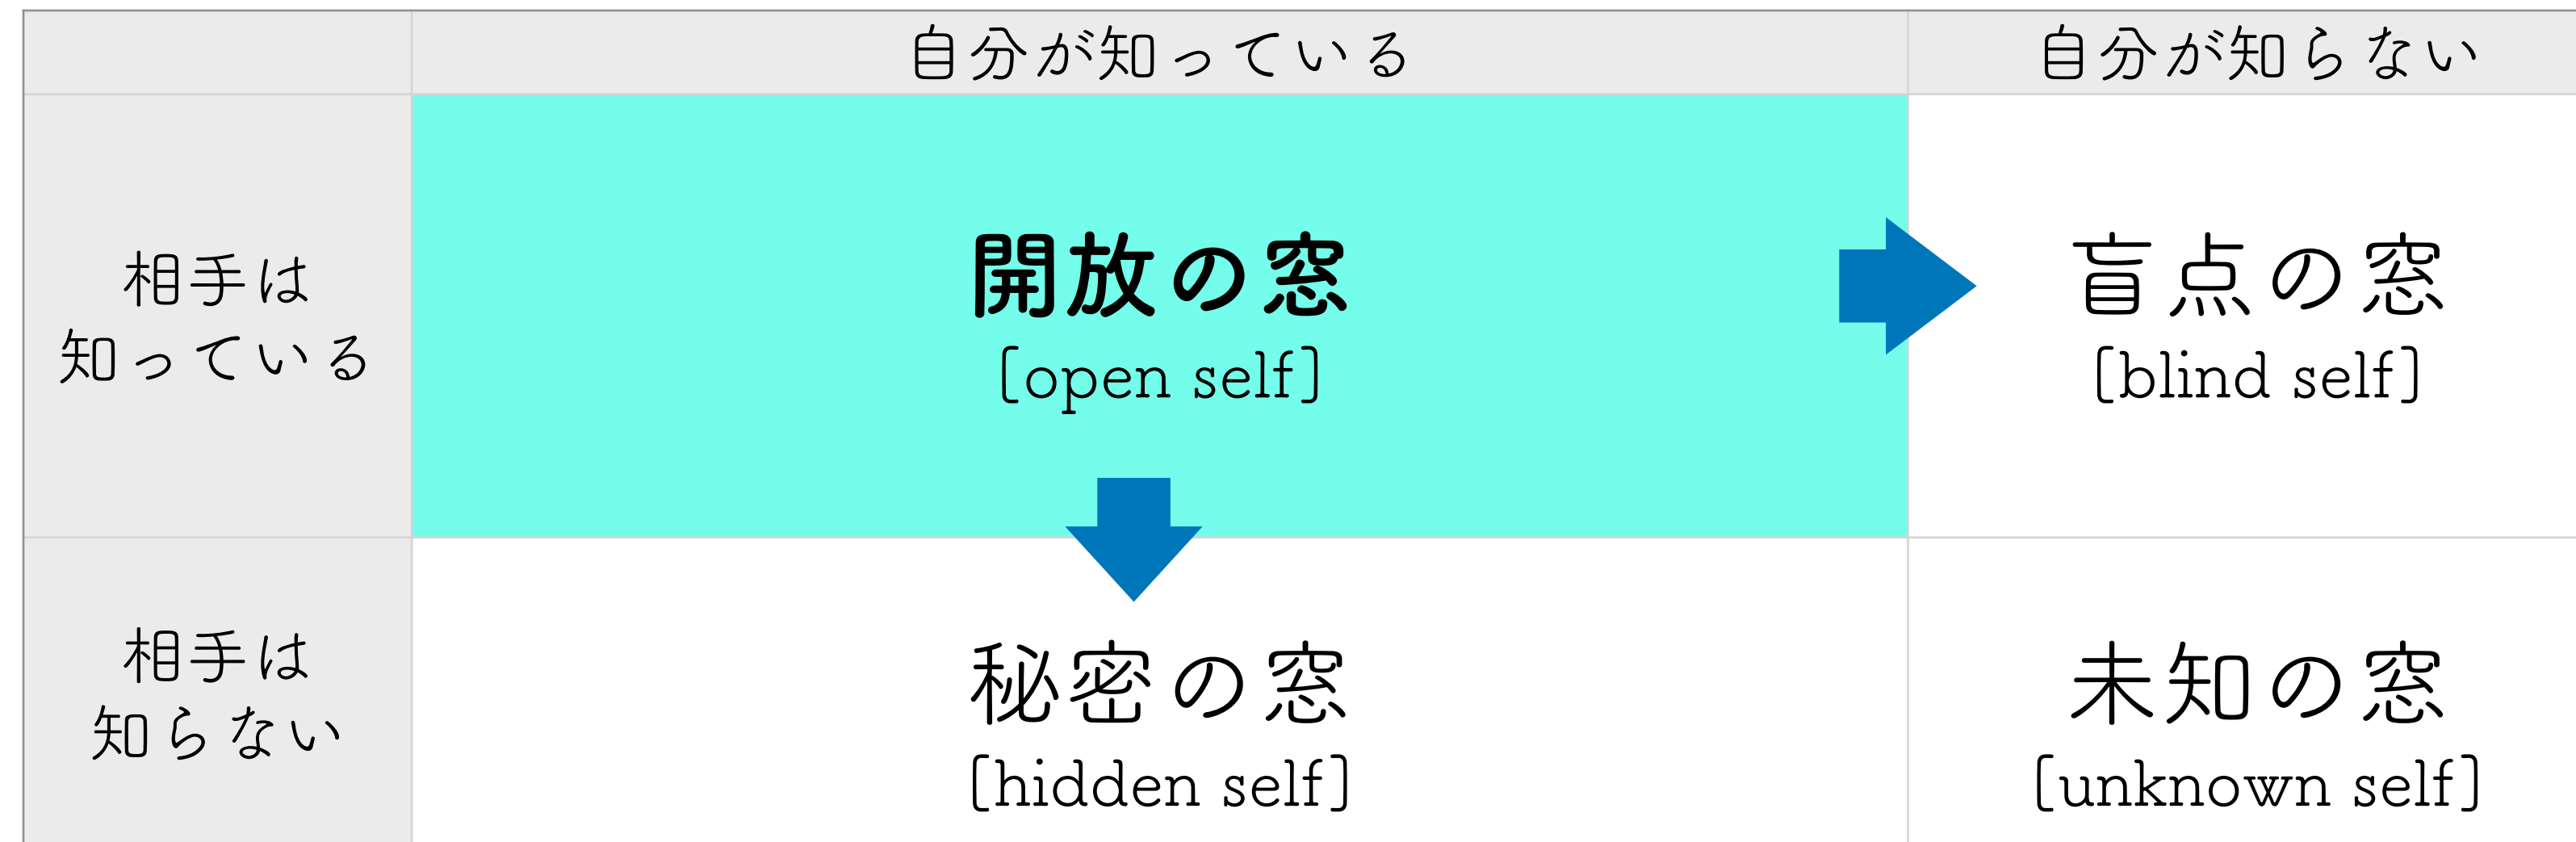 自分が知っている
自分が知らない
相手は
知っている
開放の窓
[open self]
盲点の窓
[blind self]
相手は
知らない
秘密の窓
[hidden self]
未知の窓
[unknown self]